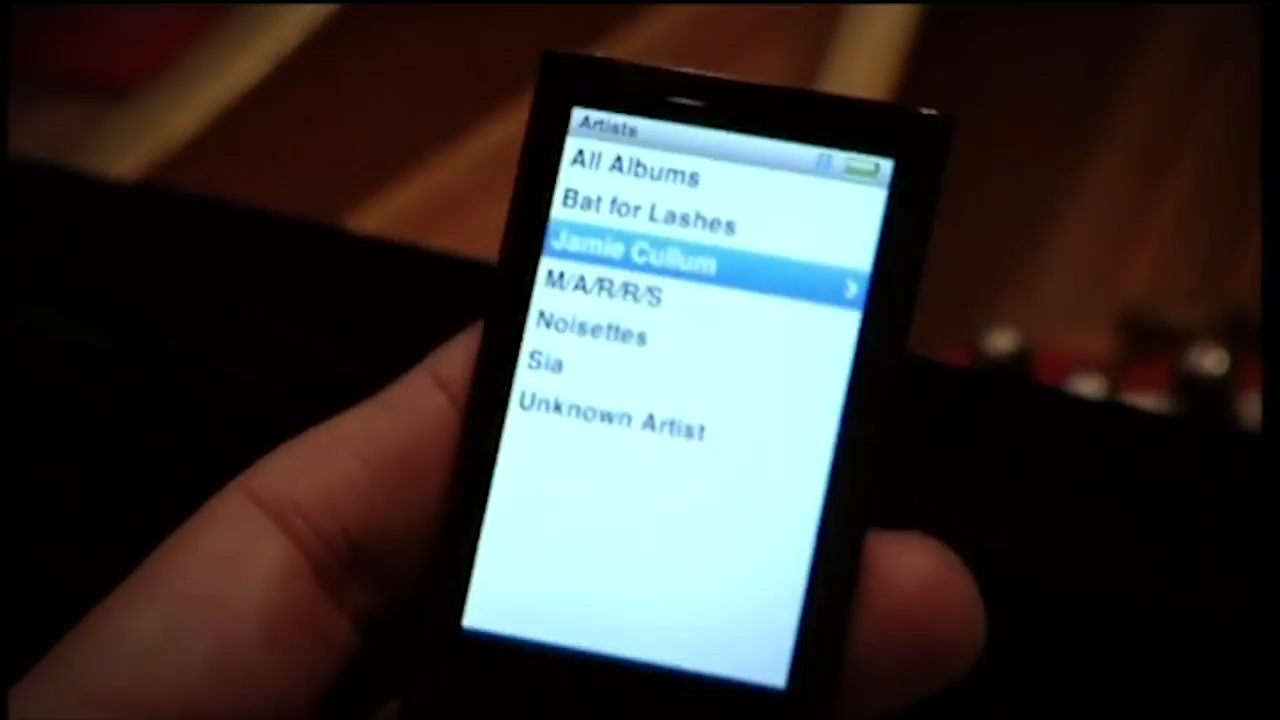 Artists
All Albums
Bat for Lashes
Jamie Cullum
M/A/R/R/S
Noisettes
Sia
Unknown Artist